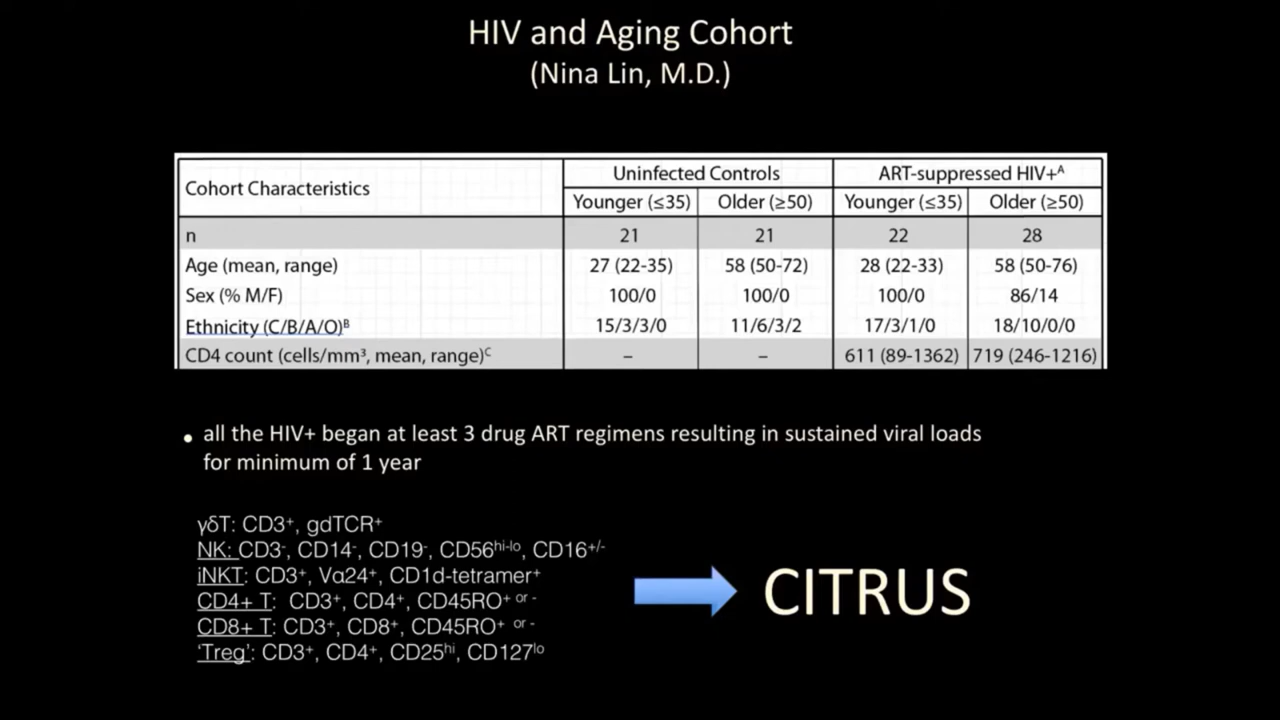 HIV and Aging Cohort
(Nina Lin, M.D.)
Cohort Characteristics Uninfected Controls ART-suppressed HIV+ᴬ
Younger (≤35) Older (≥50) Younger (≤35) Older (≥50)
n 21 21 22 28
Age (mean, range) 27 (22-35) 58 (50-72) 28 (22-33) 58 (50-76)
Sex (% M/F) 100/0 100/0 100/0 86/14
Ethnicity (C/B/A/O)ᴮ 15/3/3/0 11/6/3/2 17/3/1/0 18/10/0/0
CD4 count (cells/mm³, mean, range)ᶜ – – 611 (89-1362) 719 (246-1216)
• all the HIV+ began at least 3 drug ART regimens resulting in sustained viral loads
for minimum of 1 year
γδT: CD3⁺, gdTCR⁺
NK: CD3⁻, CD14⁻, CD19⁻, CD56ʰⁱ⁻ˡᵒ, CD16⁺/⁻
iNKT: CD3⁺, Vα24⁺, CD1d-tetramer⁺
CD4+ T: CD3⁺, CD4⁺, CD45RO⁺ ᵒʳ ⁻
CD8+ T: CD3⁺, CD8⁺, CD45RO⁺ ᵒʳ ⁻
‘Treg’: CD3⁺, CD4⁺, CD25ʰⁱ, CD127ˡᵒ
CITRUS